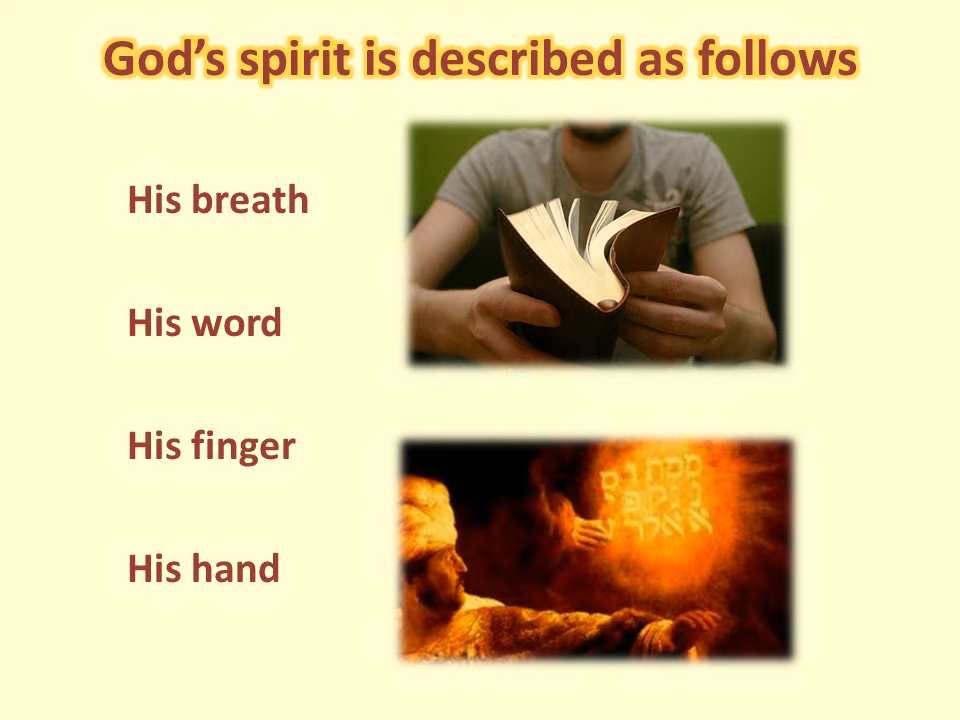 God's spirit is described as follows
His breath
His word
His finger
His hand